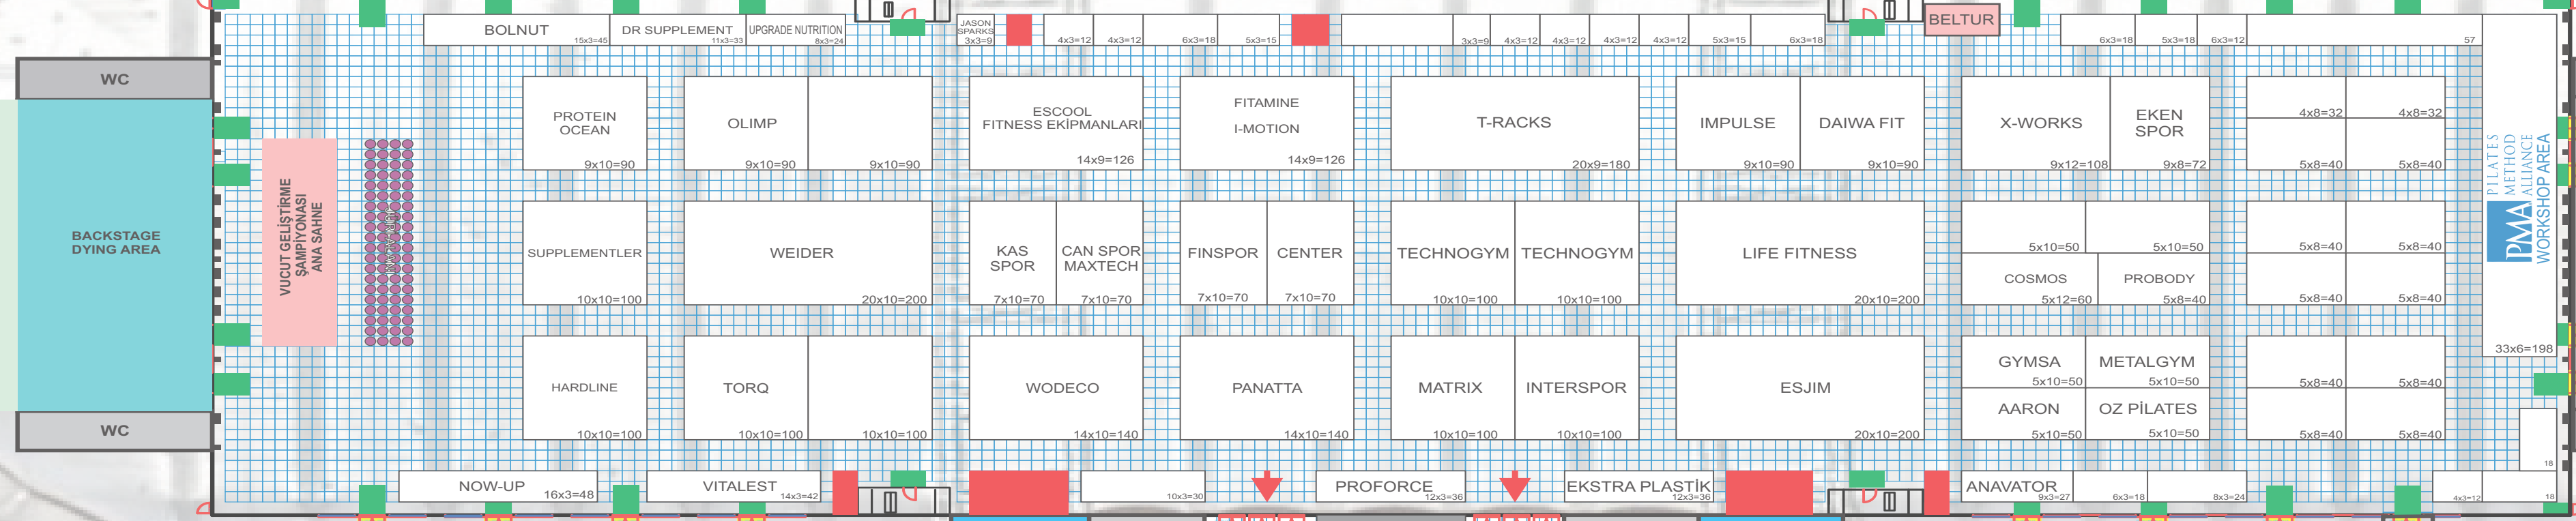 BOLNUT
15x3=45
DR SUPPLEMENT
11x3=33
UPGRADE NUTRITION
8x3=24
JASON
SPARKS
3x3=9
4x3=12
4x3=12
6x3=18
5x3=15
3x3=9
4x3=12
4x3=12
4x3=12
4x3=12
5x3=15
6x3=18
BELTUR
6x3=18
5x3=18
6x3=12
57
WC
BACKSTAGE
DYING AREA
WC
VUCUT GELİŞTİRME
ŞAMPİYONASI
ANA SAHNE
PROTEIN
OCEAN
9x10=90
OLIMP
9x10=90
9x10=90
ESCOOL
FITNESS EKİPMANLARI
14x9=126
FITAMINE
I-MOTION
14x9=126
T-RACKS
20x9=180
IMPULSE
9x10=90
DAIWA FIT
9x10=90
X-WORKS
9x12=108
EKEN
SPOR
9x8=72
4x8=32
4x8=32
5x8=40
5x8=40
SUPPLEMENTLER
10x10=100
WEIDER
20x10=200
KAS
SPOR
7x10=70
CAN SPOR
MAXTECH
7x10=70
FINSPOR
7x10=70
CENTER
7x10=70
TECHNOGYM
10x10=100
TECHNOGYM
10x10=100
LIFE FITNESS
20x10=200
5x10=50
5x10=50
COSMOS
5x12=60
PROBODY
5x8=40
5x8=40
5x8=40
5x8=40
5x8=40
HARDLINE
10x10=100
TORQ
10x10=100
10x10=100
WODECO
14x10=140
PANATTA
14x10=140
MATRIX
10x10=100
INTERSPOR
10x10=100
ESJIM
20x10=200
GYMSA
5x10=50
METALGYM
5x10=50
AARON
5x10=50
OZ PİLATES
5x10=50
5x8=40
5x8=40
5x8=40
5x8=40
PILATES
METHOD
ALLIANCE
PMA
WORKSHOP AREA
33x6=198
NOW-UP
16x3=48
VITALEST
14x3=42
10x3=30
PROFORCE
12x3=36
EKSTRA PLASTİK
12x3=36
ANAVATOR
9x3=27
6x3=18
8x3=24
4x3=12
18
18